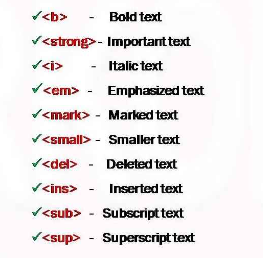 ✓<b> - Bold text
✓<strong> - Important text
✓<i> - Italic text
✓<em> - Emphasized text
✓<mark> - Marked text
✓<small> - Smaller text
✓<del> - Deleted text
✓<ins> - Inserted text
✓<sub> - Subscript text
✓<sup> - Superscript text